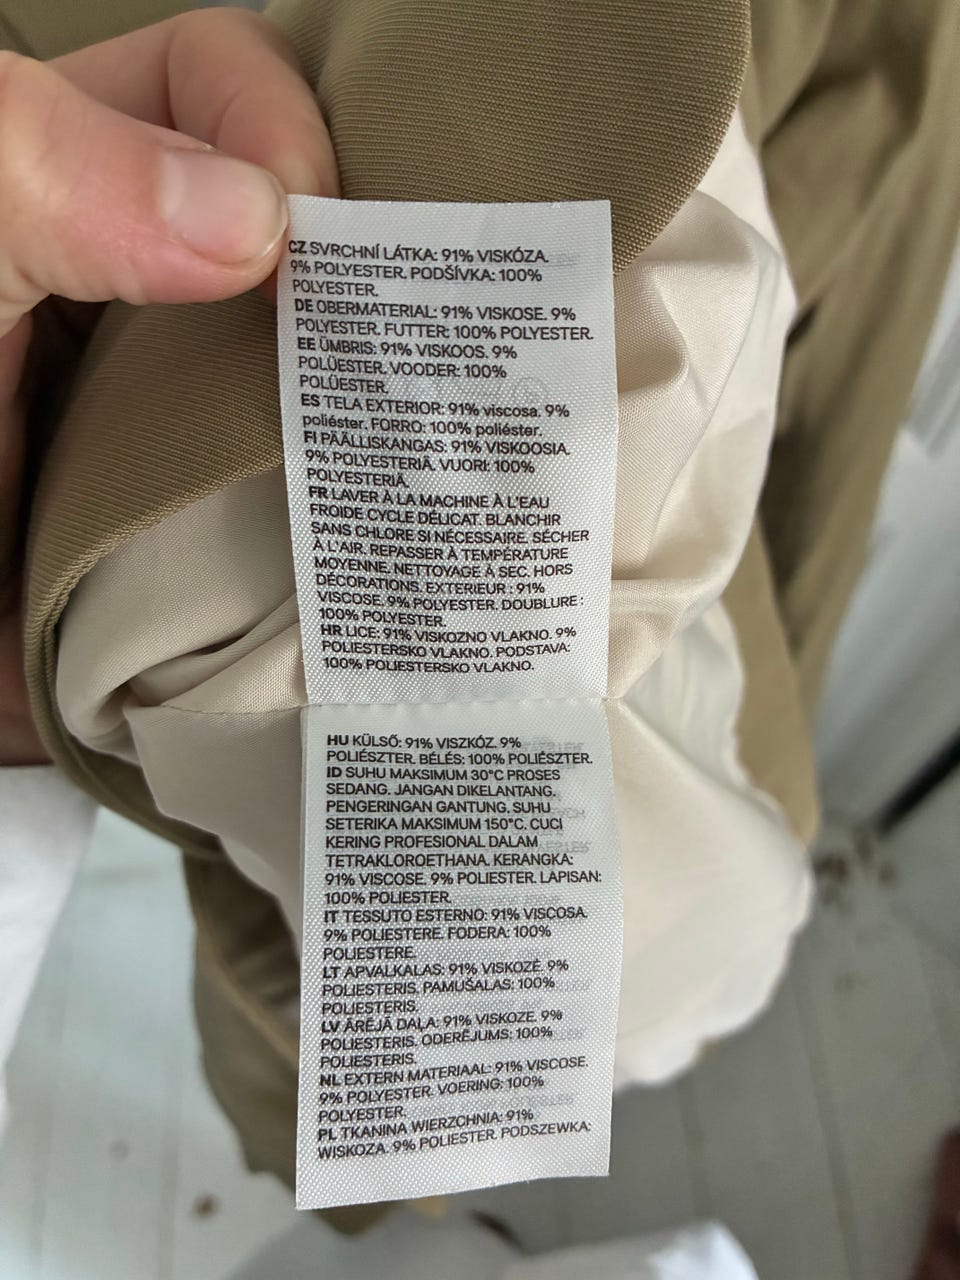 CZ SVRCHNÍ LÁTKA: 91% VISKÓZA.
9% POLYESTER. PODŠÍVKA: 100%
POLYESTER.
DE OBERMATERIAL: 91% VISKOSE. 9%
POLYESTER. FUTTER: 100% POLYESTER.
EE ÜMBRIS: 91% VISKOOS. 9%
POLÜESTER. VOODER: 100%
POLÜESTER.
ES TELA EXTERIOR: 91% viscosa. 9%
poliéster. FORRO: 100% poliéster.
FI PÄÄLLISKANGAS: 91% VISKOOSIA.
9% POLYESTERIÄ. VUORI: 100%
POLYESTERIÄ.
FR LAVER À LA MACHINE À L'EAU
FROIDE CYCLE DÉLICAT. BLANCHIR
SANS CHLORE SI NÉCESSAIRE. SÉCHER
À L'AIR. REPASSER À TEMPÉRATURE
MOYENNE. NETTOYAGE À SEC. HORS
DÉCORATIONS. EXTERIEUR : 91%
VISCOSE. 9% POLYESTER. DOUBLURE :
100% POLYESTER.
HR LICE: 91% VISKOZNO VLAKNO. 9%
POLIESTERSKO VLAKNO. PODSTAVA:
100% POLIESTERSKO VLAKNO.
HU KÜLSŐ: 91% VISZKÓZ. 9%
POLIÉSZTER. BÉLÉS: 100% POLIÉSZTER.
ID SUHU MAKSIMUM 30°C PROSES
SEDANG. JANGAN DIKELANTANG.
PENGERINGAN GANTUNG. SUHU
SETERIKA MAKSIMUM 150°C. CUCI
KERING PROFESIONAL DALAM
TETRAKLOROETHANA. KERANGKA:
91% VISCOSE. 9% POLIESTER. LAPISAN:
100% POLIESTER.
IT TESSUTO ESTERNO: 91% VISCOSA.
9% POLIESTERE. FODERA: 100%
POLIESTERE.
LT APVALKALAS: 91% VISKOZĖ. 9%
POLIESTERIS. PAMUŠALAS: 100%
POLIESTERIS.
LV ĀRĒJĀ DAĻA: 91% VISKOZE. 9%
POLIESTERIS. ODERĒJUMS: 100%
POLIESTERIS.
NL EXTERN MATERIAAL: 91% VISCOSE.
9% POLYESTER. VOERING: 100%
POLYESTER.
PL TKANINA WIERZCHNIA: 91%
WISKOZA. 9% POLIESTER. PODSZEWKA: